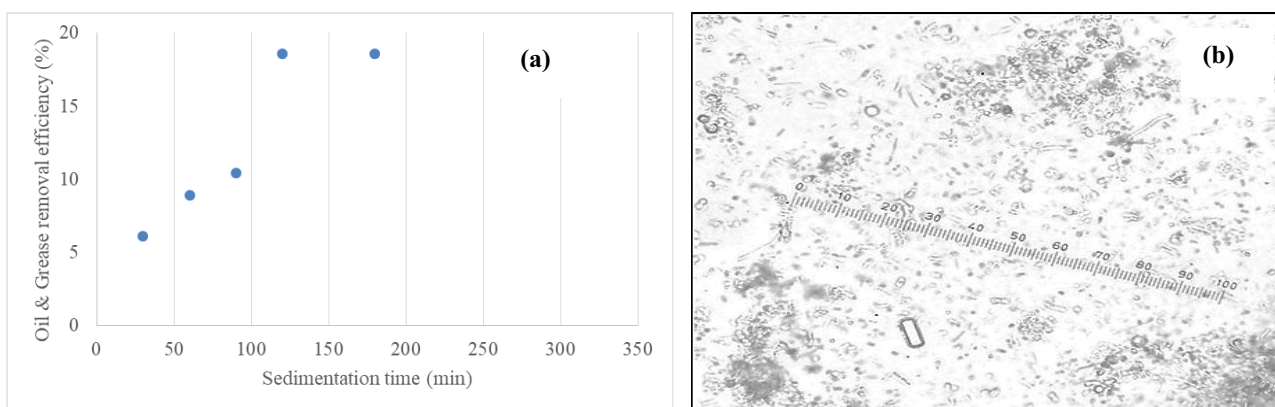 20
15
10
5
0
0 50 100 150 200 250 300 350
Oil & Grease removal efficiency (%)
Sedimentation time (min)
(a)
(b)
0 10 20 30 40 50 60 70 80 90 100